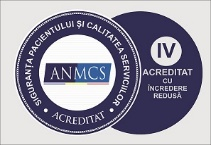 SIGURANȚA PACIENTULUI ȘI CALITATEA SERVICIILOR
ANMCS
• ACREDITAT •
IV
ACREDITAT
CU
ÎNCREDERE
REDUSĂ